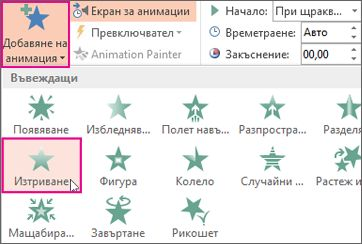 Добавяне на
анимация
Екран за анимации
Превключвател
Animation Painter
Начало: При щракв...
Времетраене: Авто
Закъснение: 00,00
Въвеждащи
Появяване Избледняв... Полет навъ... Разпростра... Разделя
Изтриване Фигура Колело Случайни ... Растеж и
Мащабира... Завъртане Рикошет